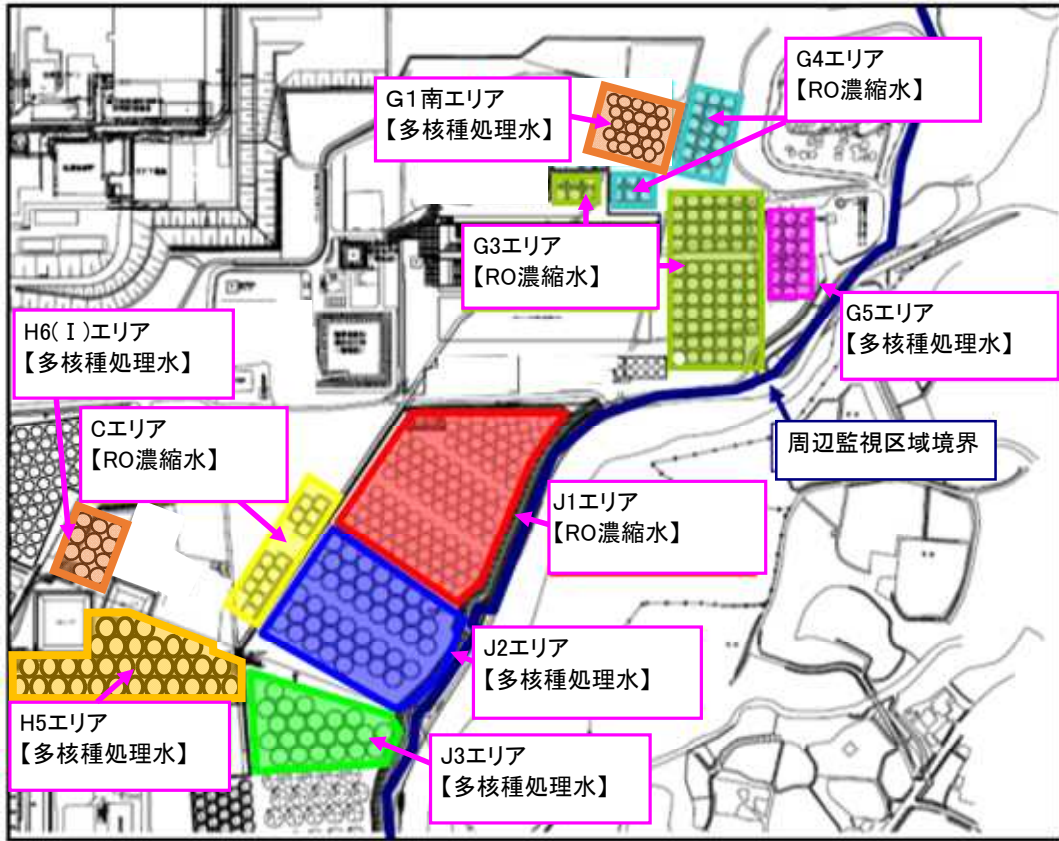 G4エリア
【RO濃縮水】
G1南エリア
【多核種処理水】
G3エリア
【RO濃縮水】
G5エリア
【多核種処理水】
H6(Ⅰ)エリア
【多核種処理水】
Cエリア
【RO濃縮水】
周辺監視区域境界
J1エリア
【RO濃縮水】
J2エリア
【多核種処理水】
H5エリア
【多核種処理水】
J3エリア
【多核種処理水】